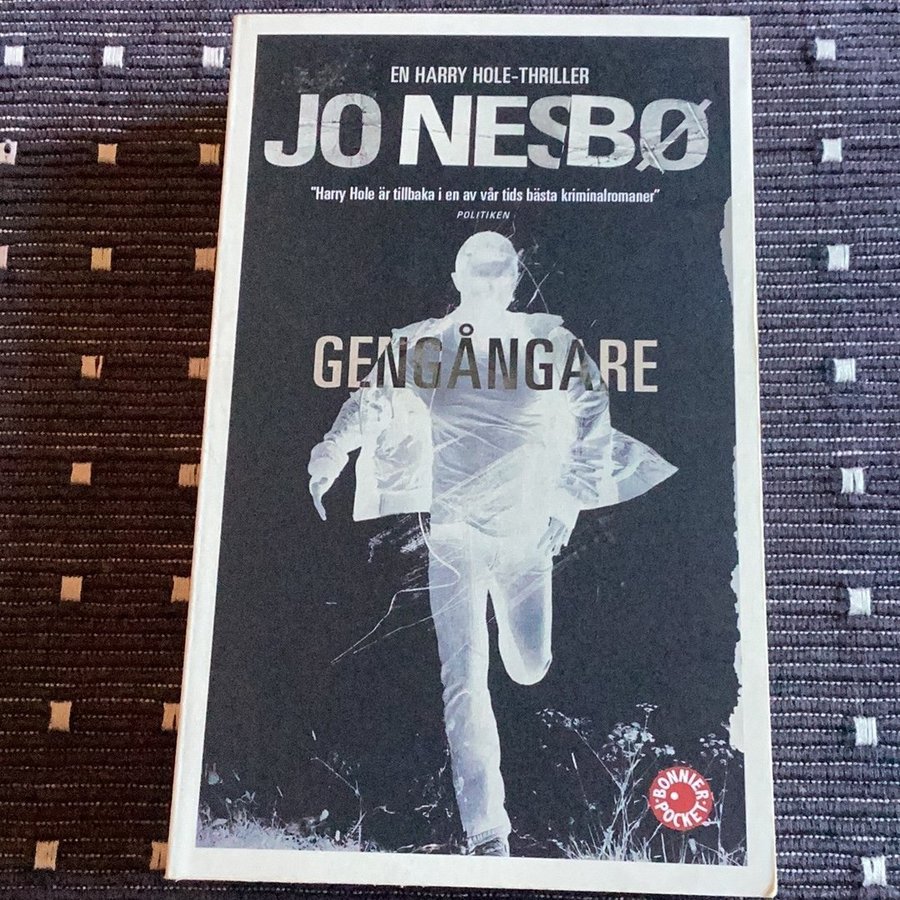 EN HARRY HOLE-THRILLER
JO NESBØ
"Harry Hole är tillbaka i en av vår tids bästa kriminalromaner"
POLITIKEN
GENGÅNGARE
BONNIER
POCKET